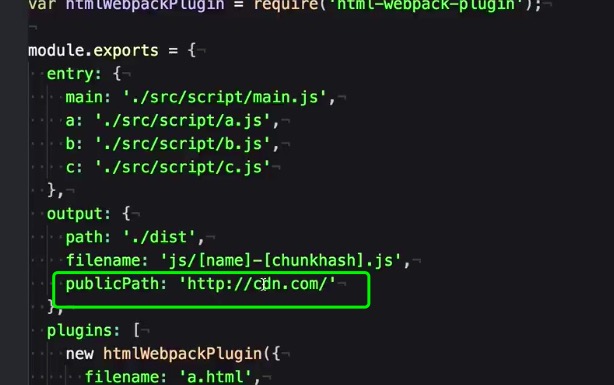 var htmlWebpackPlugin = require('html-webpack-plugin');
module.exports = {
entry: {
main: './src/script/main.js',
a: './src/script/a.js',
b: './src/script/b.js',
c: './src/script/c.js'
},
output: {
path: './dist',
filename: 'js/[name]-[chunkhash].js',
publicPath: 'http://cdn.com/'
},
plugins: [
new htmlWebpackPlugin({
filename: 'a.html',